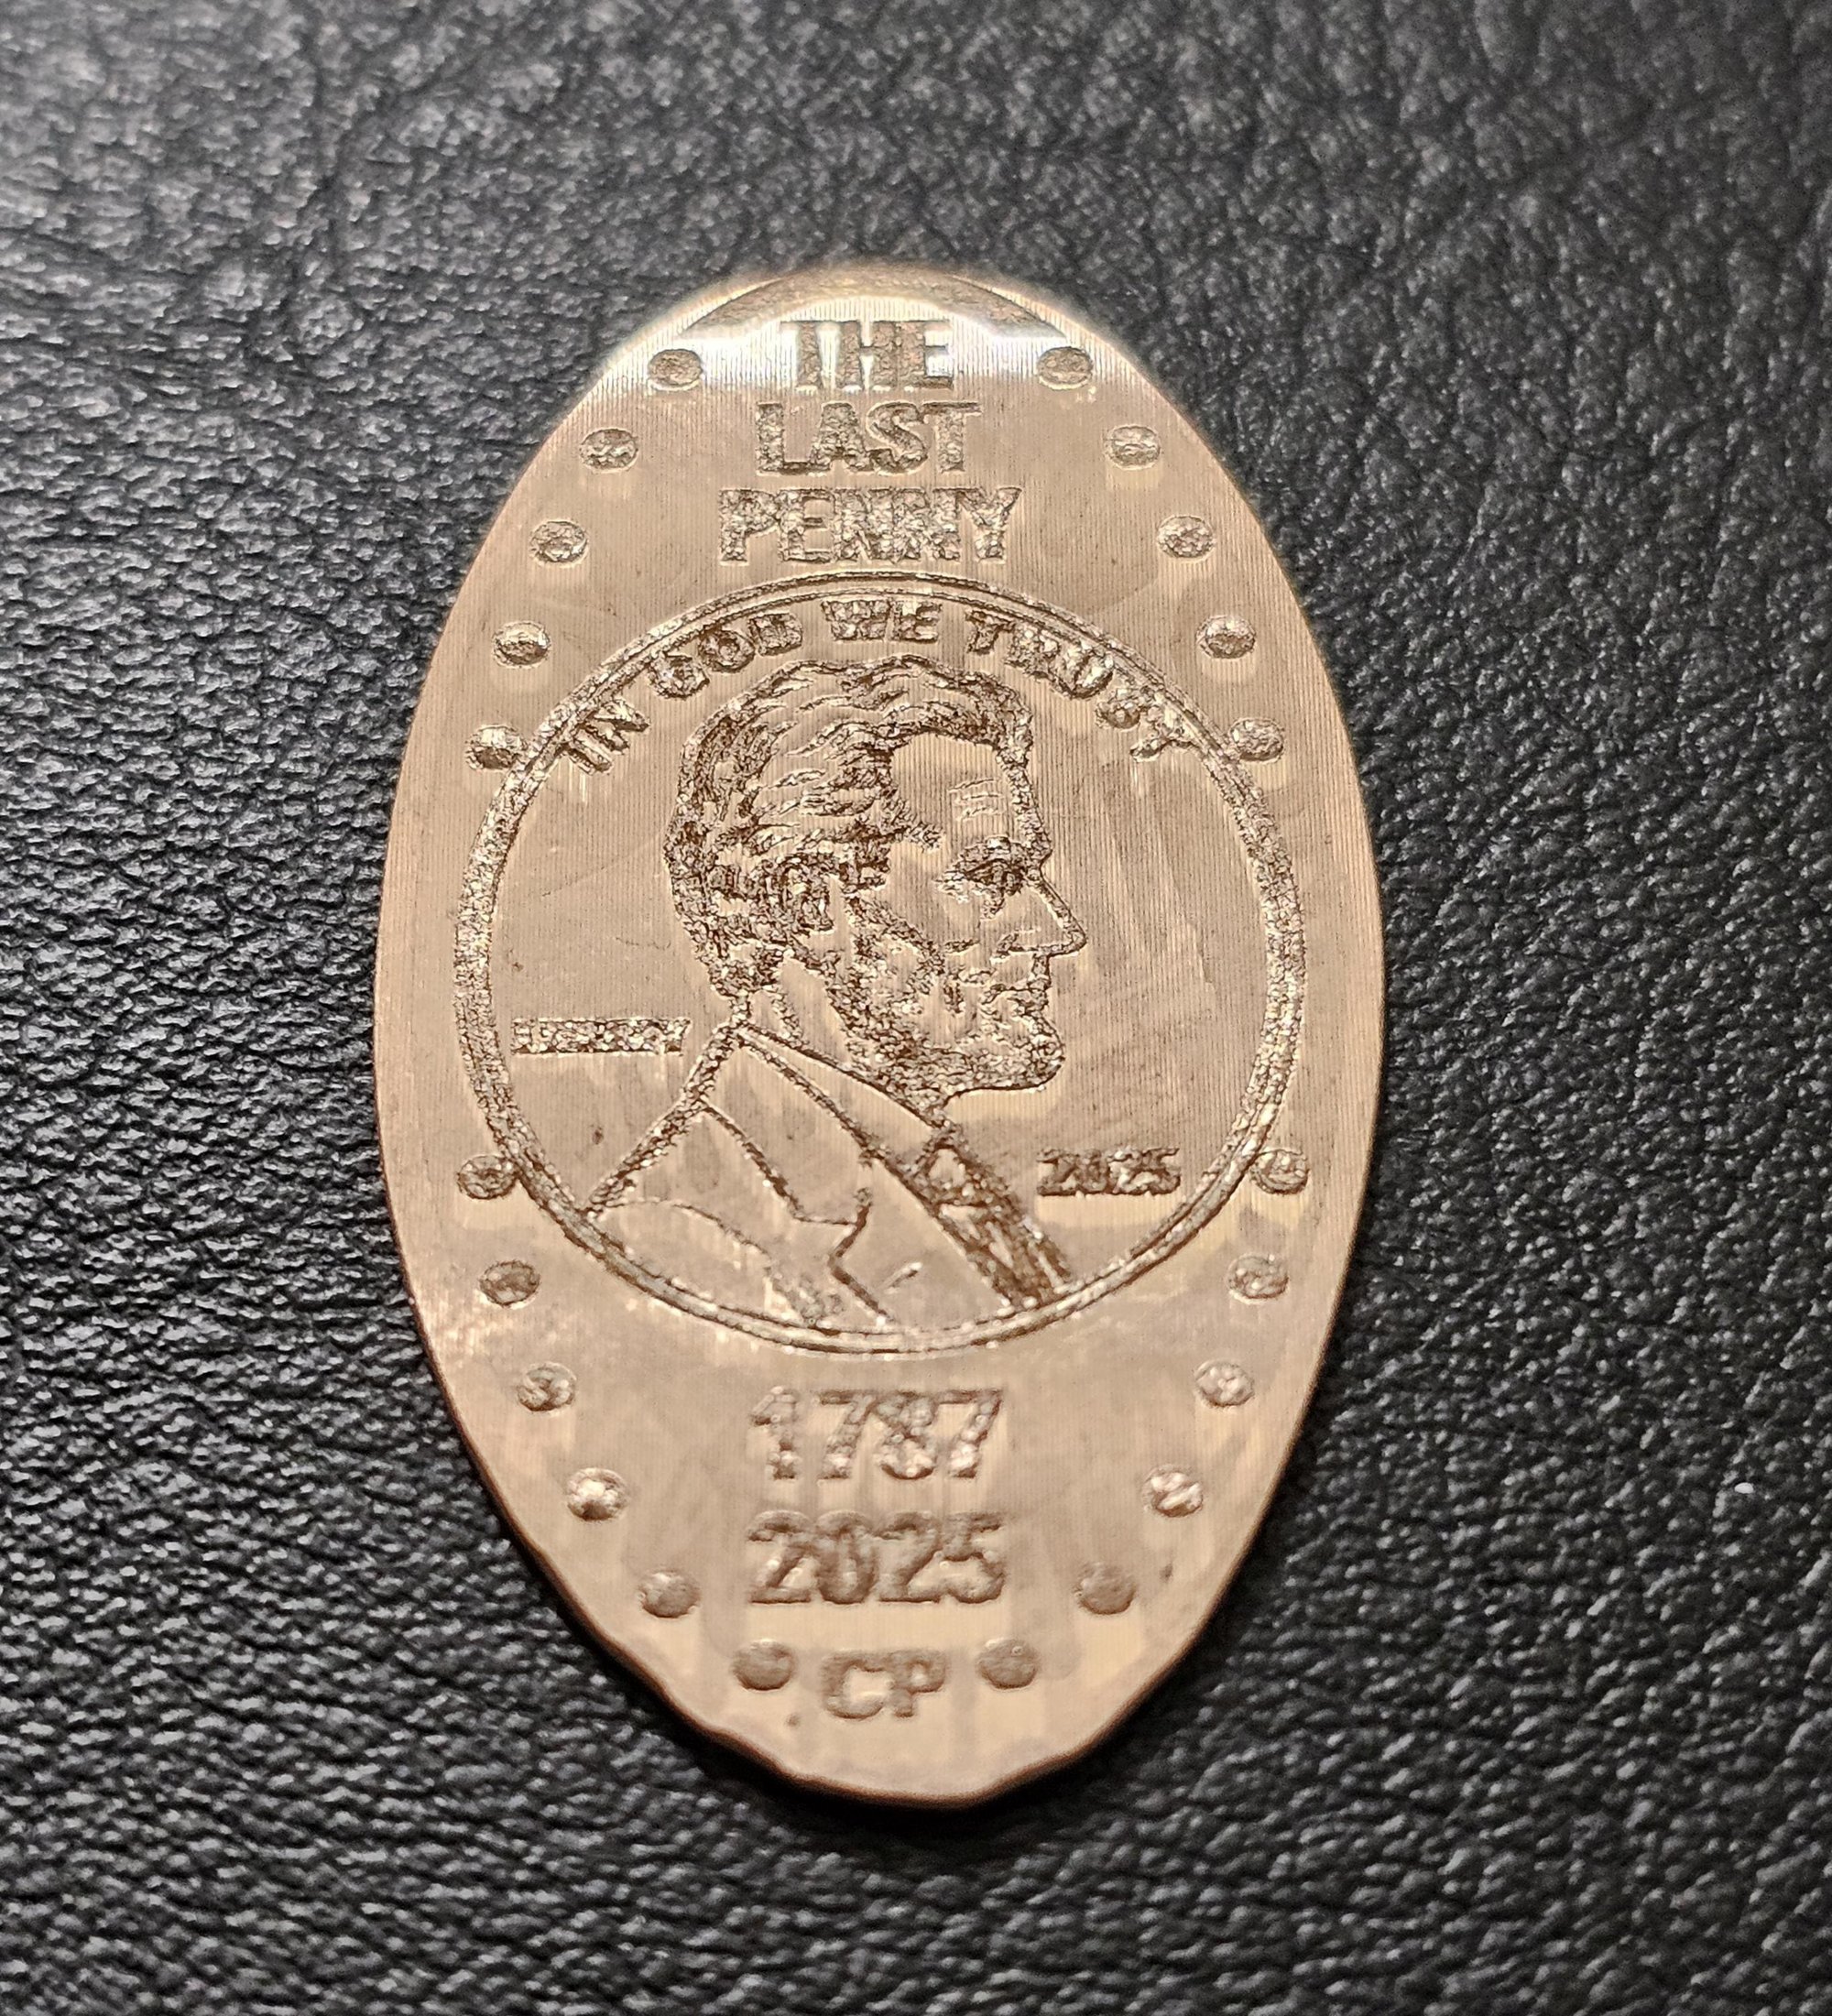 THE
LAST
PENNY
IN GOD WE TRUST
LIBERTY
2025
1787
2025
CP